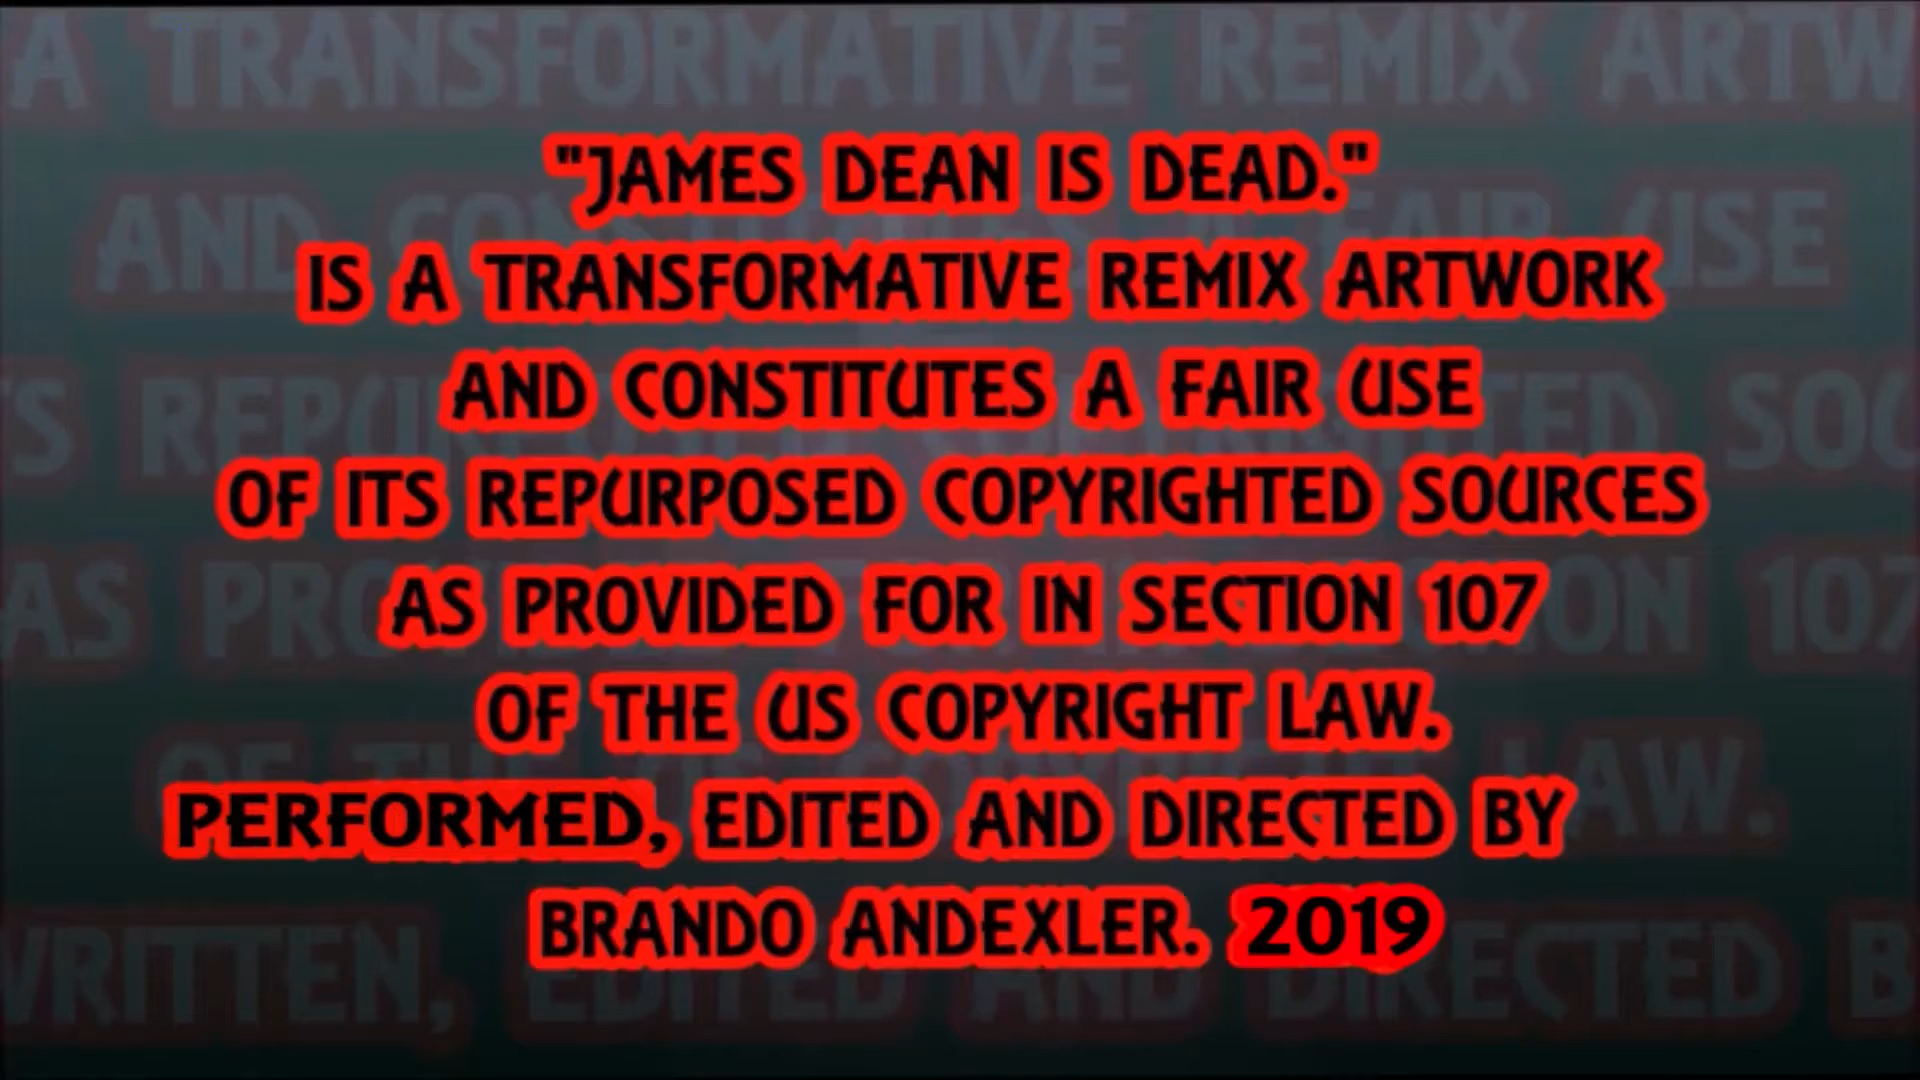 "JAMES DEAN IS DEAD."
IS A TRANSFORMATIVE REMIX ARTWORK
AND CONSTITUTES A FAIR USE
OF ITS REPURPOSED COPYRIGHTED SOURCES
AS PROVIDED FOR IN SECTION 107
OF THE US COPYRIGHT LAW.
PERFORMED, EDITED AND DIRECTED BY
BRANDO ANDEXLER. 2019